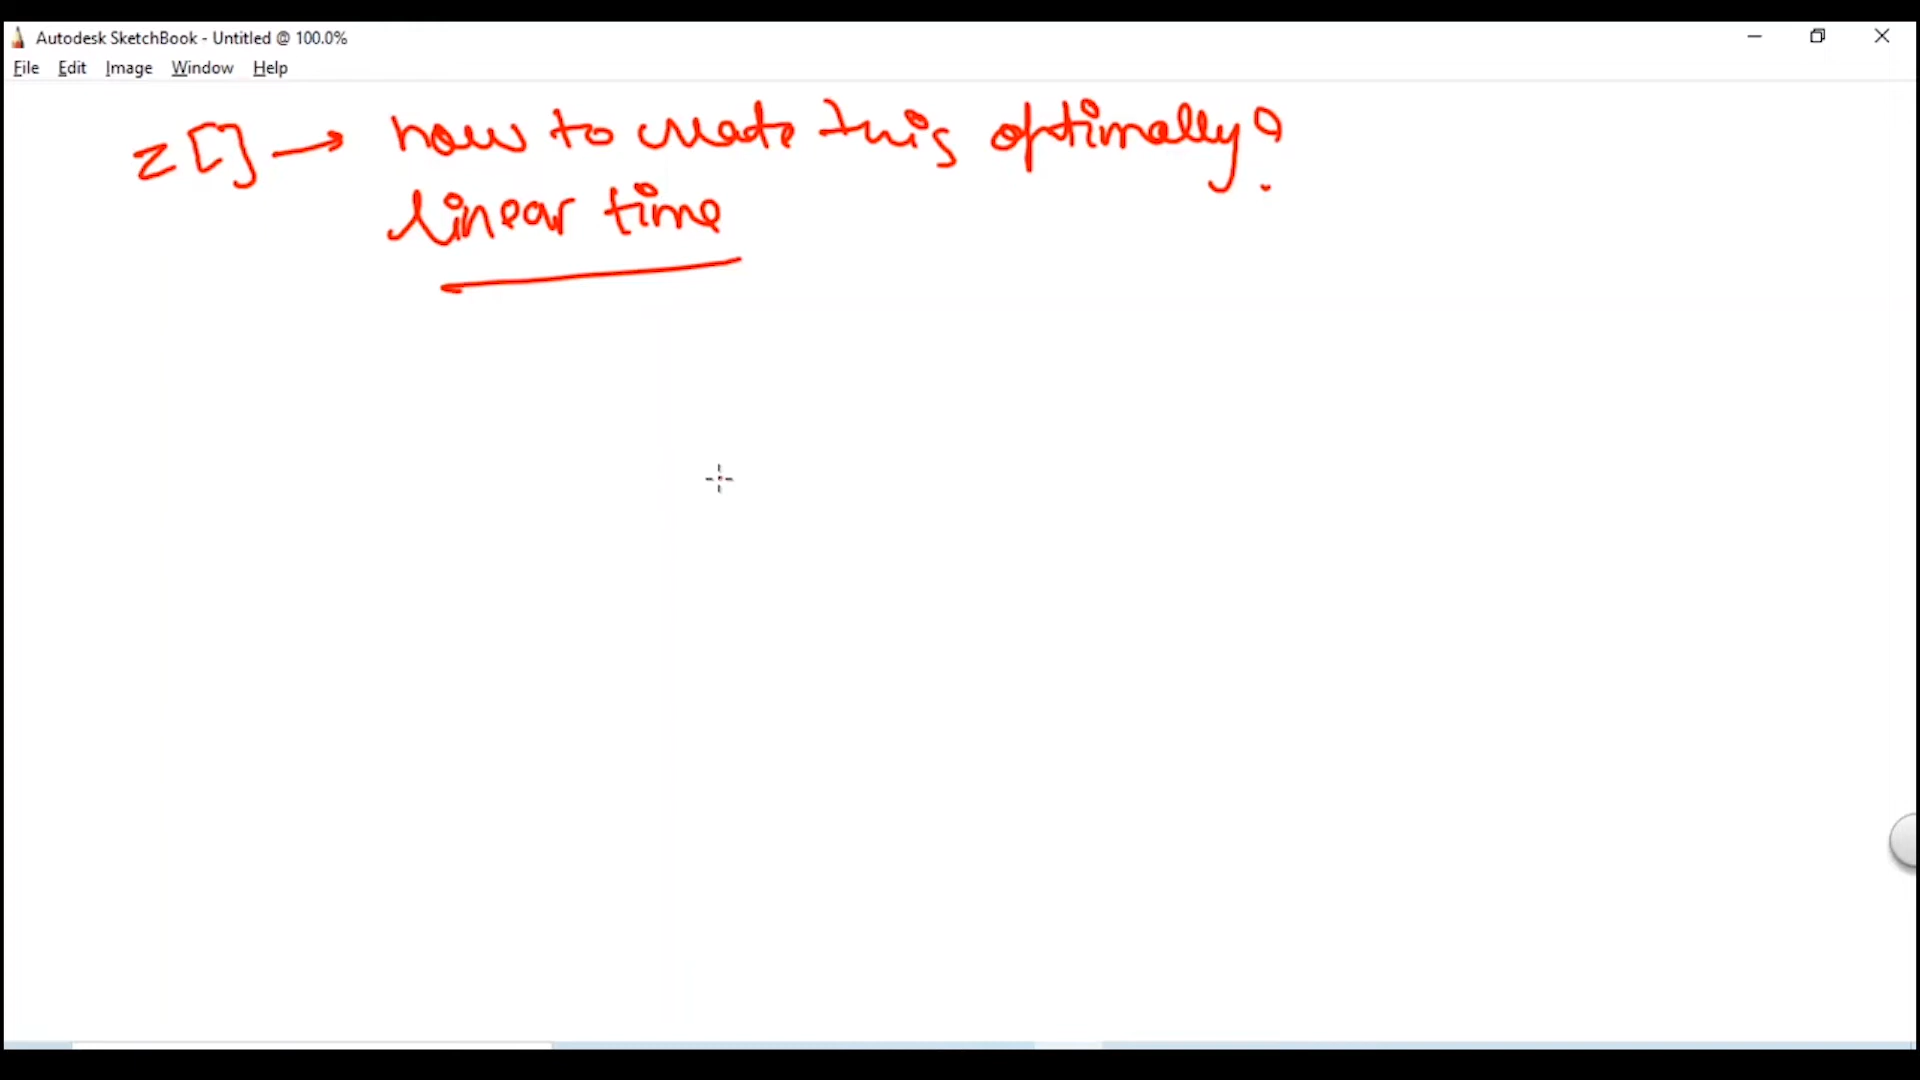 Autodesk SketchBook - Untitled @ 100.0%
File Edit Image Window Help
z[] → how to create this optimally?
linear time